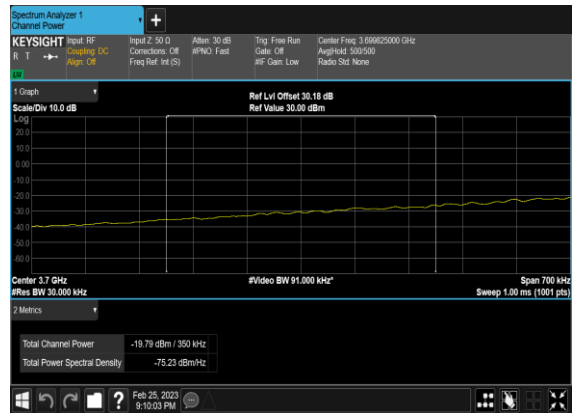 Spectrum Analyzer 1
Channel Power
+
KEYSIGHT
R T
LW
Input: RF
Coupling: DC
Align: Off
Input Z: 50 Ω
Corrections: Off
Freq Ref: Int (S)
Atten: 30 dB
#PNO: Fast
Trig: Free Run
Gate: Off
#IF Gain: Low
Center Freq: 3.699825000 GHz
Avg|Hold: 500/500
Radio Std: None
1 Graph
Scale/Div 10.0 dB
Ref Lvl Offset 30.18 dB
Ref Value 30.00 dBm
Log
20.0
10.0
0.00
-10.0
-20.0
-30.0
-40.0
-50.0
-60.0
Center 3.7 GHz
#Res BW 30.000 kHz
#Video BW 91.000 kHz*
Span 700 kHz
Sweep 1.00 ms (1001 pts)
2 Metrics
Total Channel Power -19.79 dBm / 350 kHz
Total Power Spectral Density -75.23 dBm/Hz
?
Feb 25, 2023
9:10:03 PM